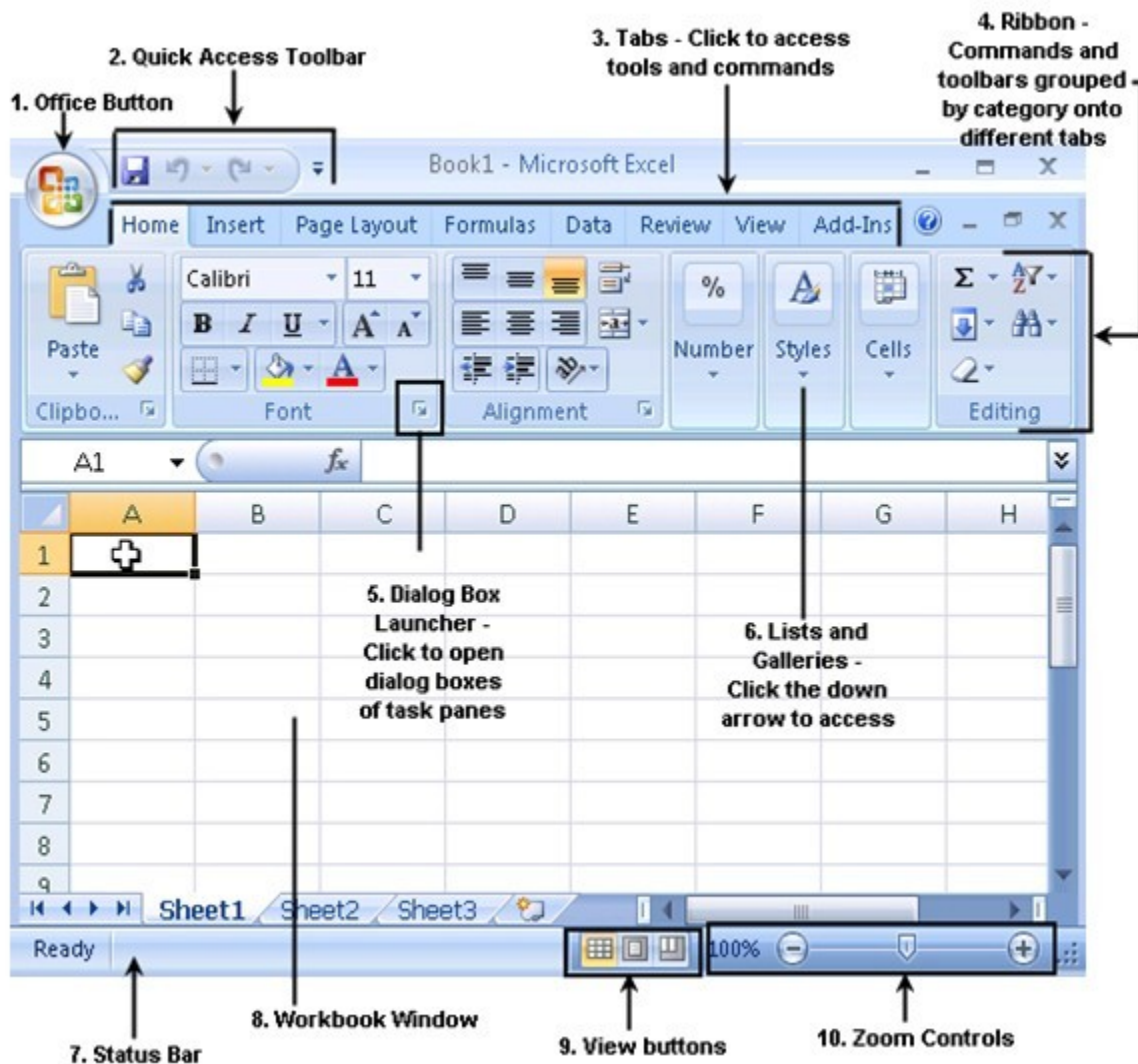 4. Ribbon -
Commands and
toolbars grouped -
by category onto
different tabs
3. Tabs - Click to access
tools and commands
2. Quick Access Toolbar
1. Office Button
Book1 - Microsoft Excel
Home Insert Page Layout Formulas Data Review View Add-Ins
Calibri 11
Paste
B I U A A
A
%
Number Styles Cells
Σ A Z
Clipbo... Font Alignment Editing
A1 fx
A B C D E F G H
1
2
3
4
5
6
7
8
9
5. Dialog Box
Launcher -
Click to open
dialog boxes
of task panes
6. Lists and
Galleries -
Click the down
arrow to access
Sheet1 Sheet2 Sheet3
Ready 100%
8. Workbook Window
7. Status Bar
9. View buttons
10. Zoom Controls